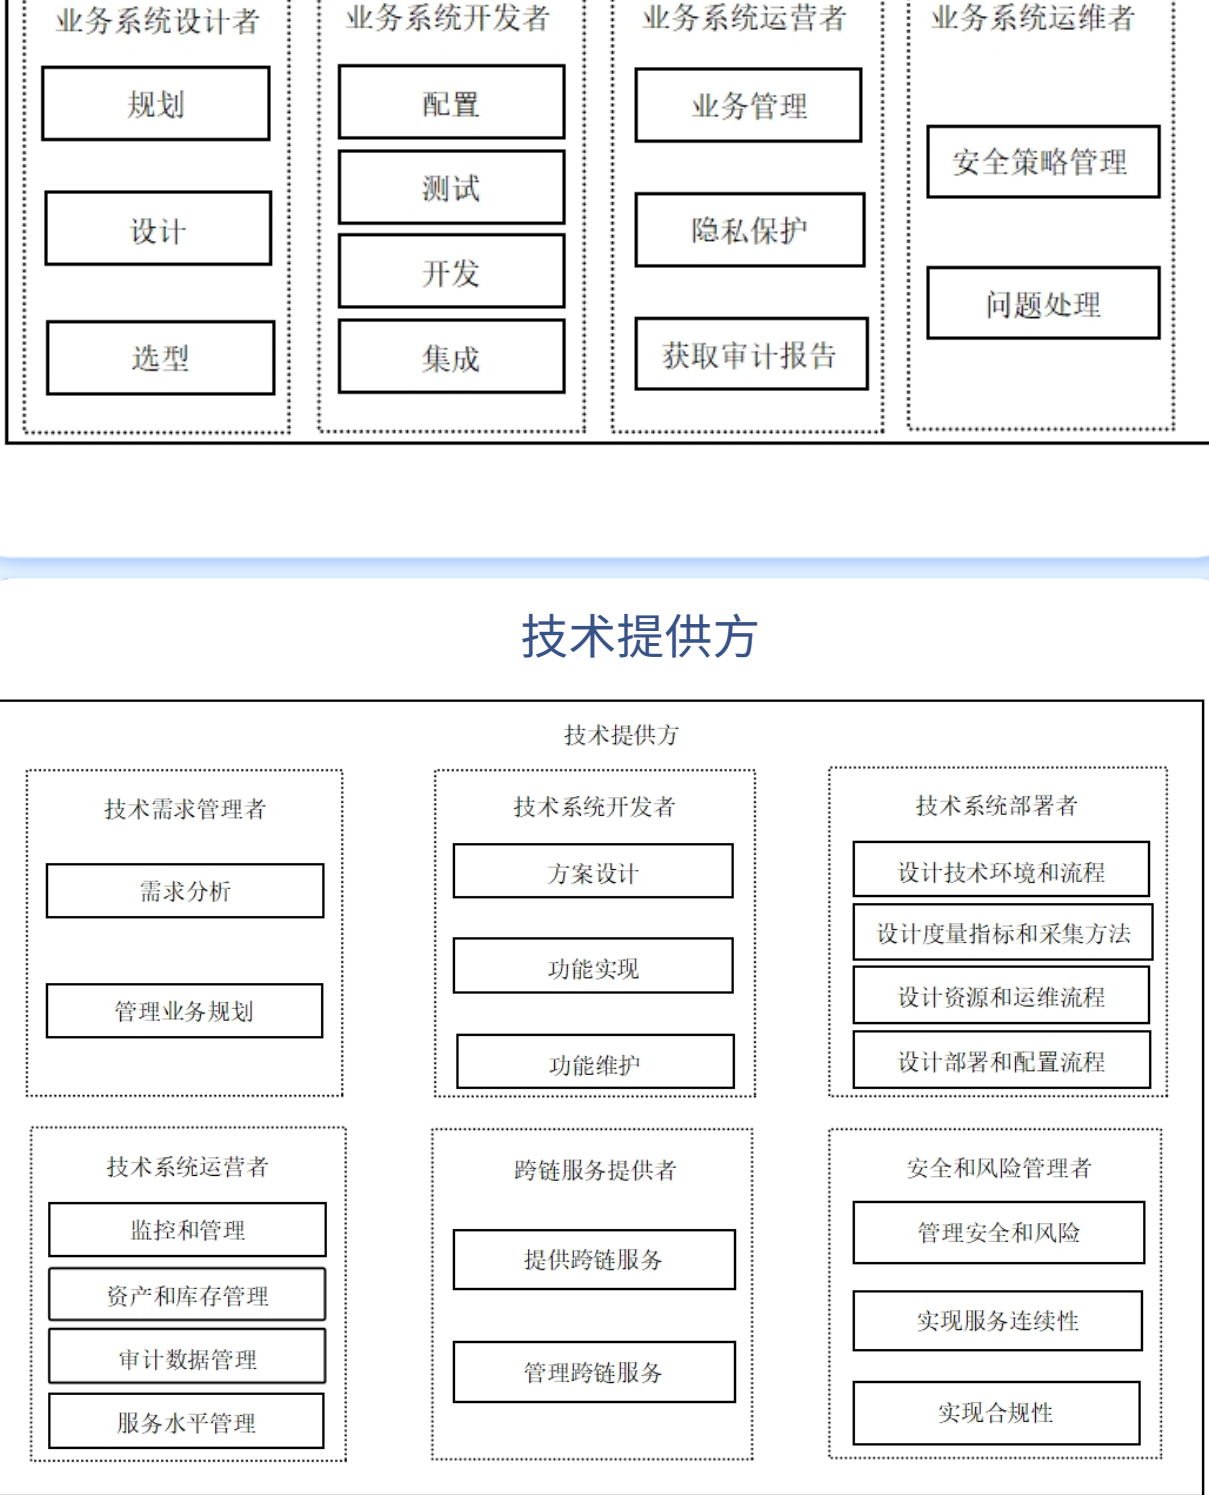 业务系统设计者
规划
设计
选型
业务系统开发者
配置
测试
开发
集成
业务系统运营者
业务管理
隐私保护
获取审计报告
业务系统运维者
安全策略管理
问题处理
技术提供方
技术提供方
技术需求管理者
需求分析
管理业务规划
技术系统开发者
方案设计
功能实现
功能维护
技术系统部署者
设计技术环境和流程
设计度量指标和采集方法
设计资源和运维流程
设计部署和配置流程
技术系统运营者
监控和管理
资产和库存管理
审计数据管理
服务水平管理
跨链服务提供者
提供跨链服务
管理跨链服务
安全和风险管理者
管理安全和风险
实现服务连续性
实现合规性